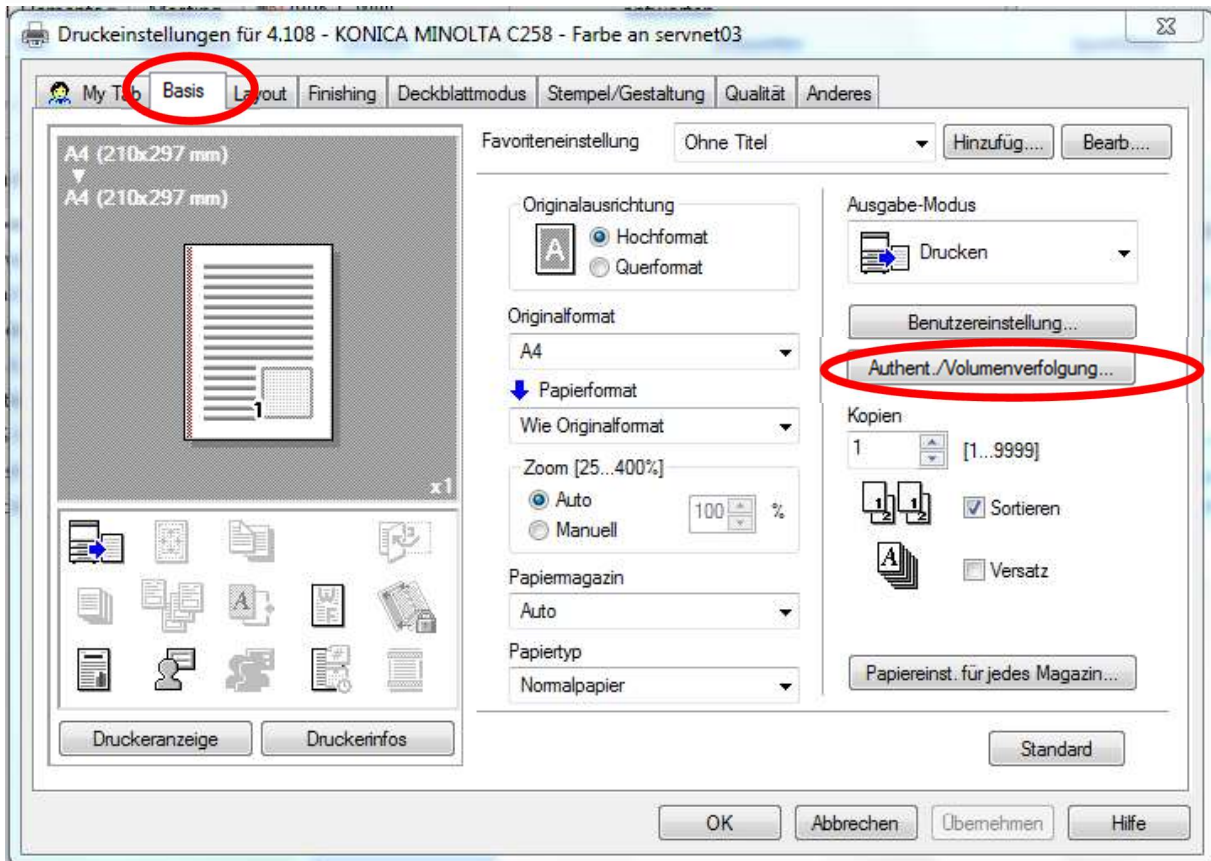 Druckeinstellungen für 4.108 - KONICA MINOLTA C258 - Farbe an servnet03
My Tab Basis Layout Finishing Deckblattmodus Stempel/Gestaltung Qualität Anderes
A4 (210x297 mm)
A4 (210x297 mm)
1
x1
Druckeranzeige Druckerinfos
Favoriteneinstellung Ohne Titel Hinzufüg.... Bearb....
Originalausrichtung
A
Hochformat
Querformat
Originalformat
A4
Papierformat
Wie Originalformat
Zoom [25...400%]
Auto
Manuell
100 %
Papiermagazin
Auto
Papiertyp
Normalpapier
Ausgabe-Modus
Drucken
Benutzereinstellung...
Authent./Volumenverfolgung...
Kopien
1 [1...9999]
Sortieren
Versatz
Papiereinst. für jedes Magazin...
Standard
OK Abbrechen Übernehmen Hilfe